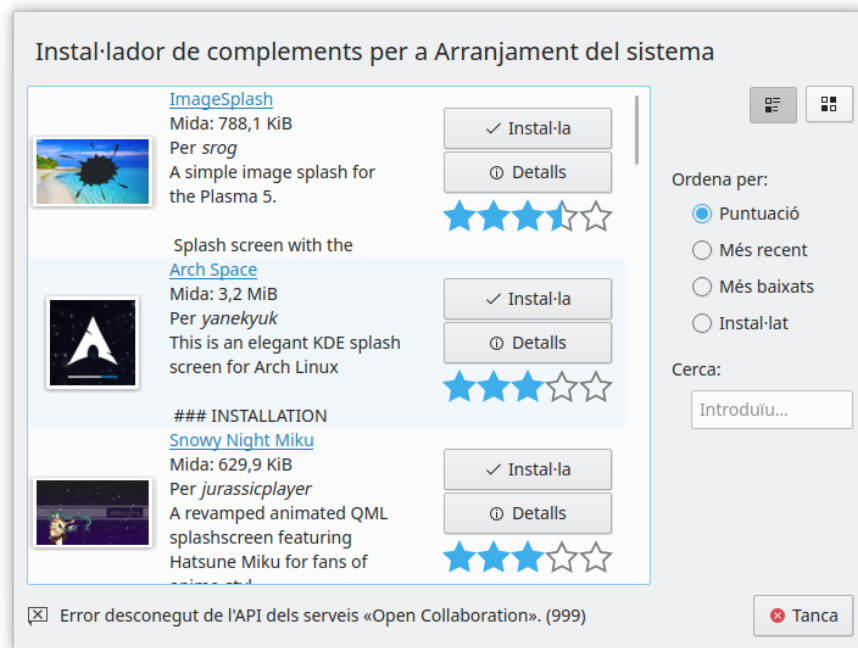 Instal·lador de complements per a Arranjament del sistema
ImageSplash
Mida: 788,1 KiB
Per srog
A simple image splash for
the Plasma 5.
Splash screen with the
Instal·la
Detalls
Arch Space
Mida: 3,2 MiB
Per yanekyuk
This is an elegant KDE splash
screen for Arch Linux
### INSTALLATION
Instal·la
Detalls
Snowy Night Miku
Mida: 629,9 KiB
Per jurassicplayer
A revamped animated QML
splashscreen featuring
Hatsune Miku for fans of
Instal·la
Detalls
Ordena per:
Puntuació
Més recent
Més baixats
Instal·lat
Cerca:
Introduïu...
Error desconegut de l'API dels serveis «Open Collaboration». (999)
Tanca